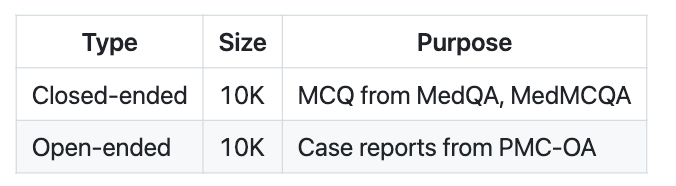 Type Size Purpose
Closed-ended 10K MCQ from MedQA, MedMCQA
Open-ended 10K Case reports from PMC-OA